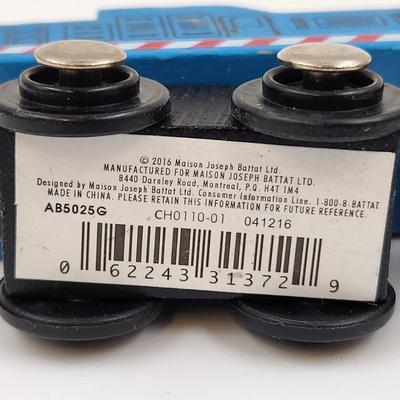 © 2016 Maison Joseph Battat Ltd.
MANUFACTURED FOR MAISON JOSEPH BATTAT LTD.
8440 Darnley Road, Montreal, P.Q. H4T 1M4
Designed by Maison Joseph Battat Ltd. Consumer Information Line. 1-800-8-BATTAT
MADE IN CHINA. PLEASE RETAIN THIS INFORMATION FOR FUTURE REFERENCE.
AB5025G CH0110-01 041216
0 62243 31372 9